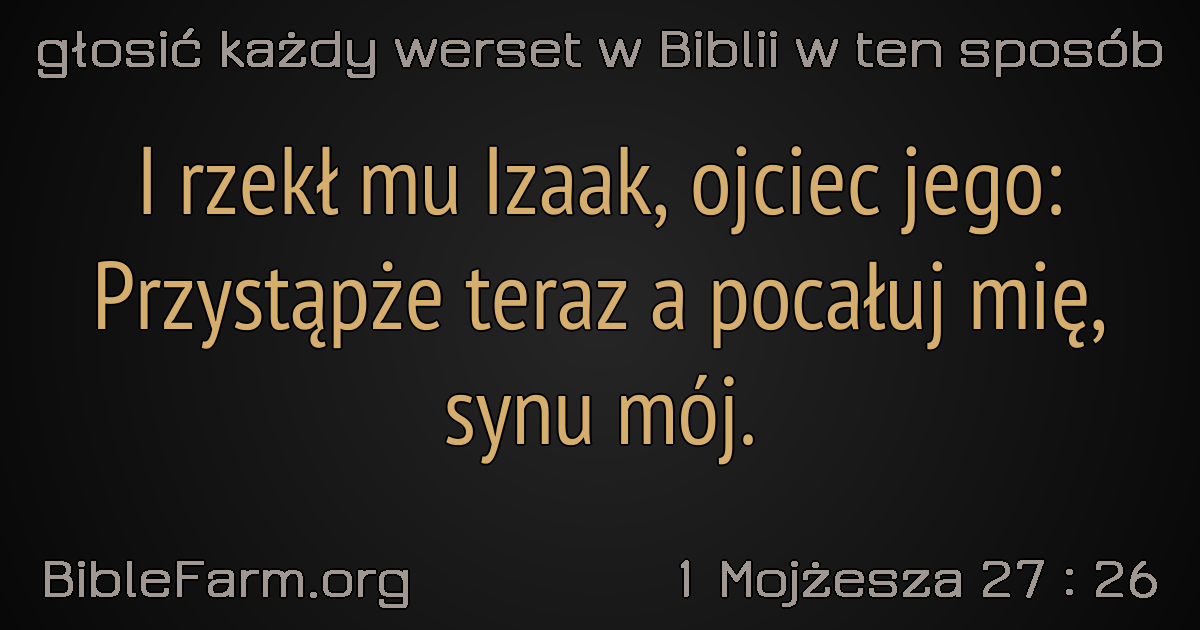 głosić każdy werset w Biblii w ten sposób
I rzekł mu Izaak, ojciec jego:
Przystąpże teraz a pocałuj mię,
synu mój.
BibleFarm.org
1 Mojżesza 27 : 26